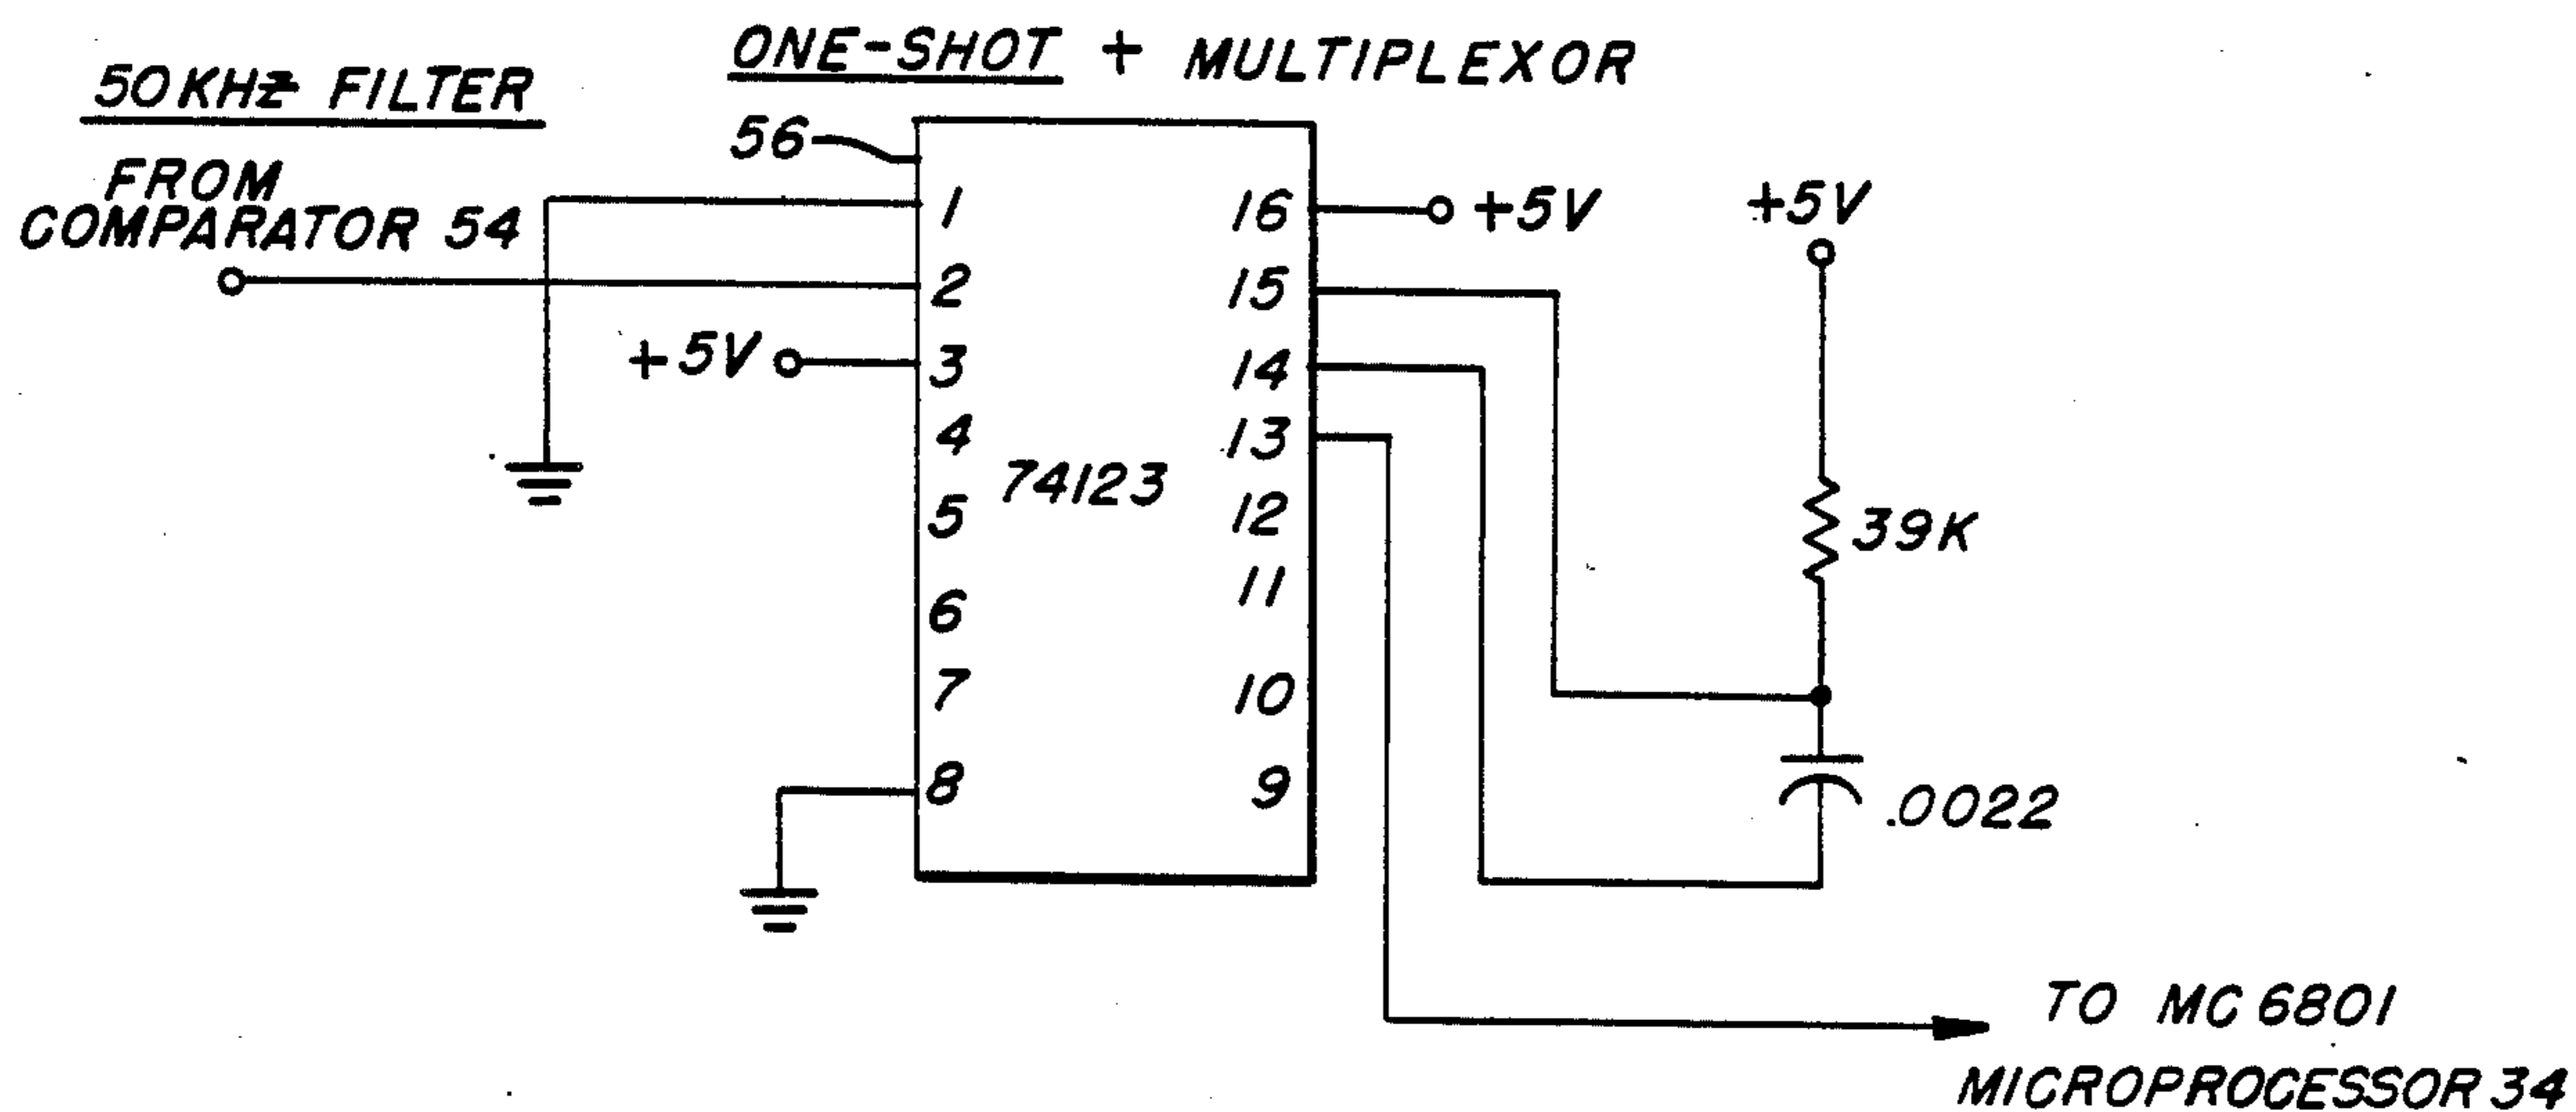 ONE-SHOT + MULTIPLEXOR
50KHz FILTER
56
FROM
COMPARATOR 54
1
2
+5V
3
4
5
6
7
8
74123
16
+5V
15
14
13
12
11
10
9
+5V
39K
.0022
TO MC 6801
MICROPROCESSOR 34